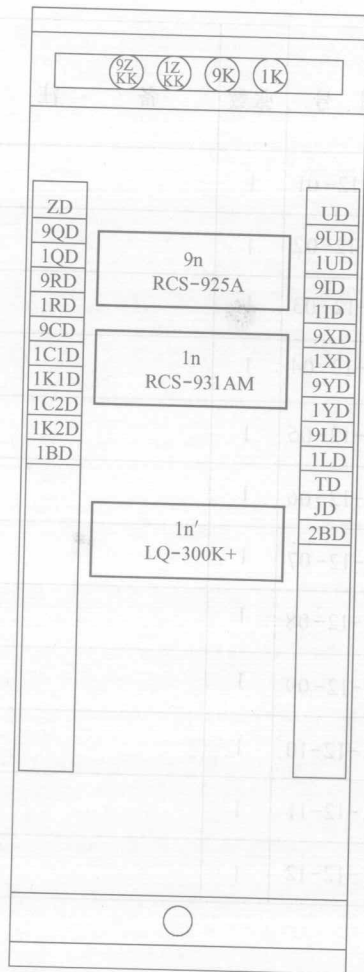 9Z KK 1Z KK 9K 1K
ZD
9QD
1QD
9RD
1RD
9CD
1C1D
1K1D
1C2D
1K2D
1BD
9n
RCS-925A
1n
RCS-931AM
1n′
LQ-300K+
UD
9UD
1UD
9ID
1ID
9XD
1XD
9YD
1YD
9LD
1LD
TD
JD
2BD